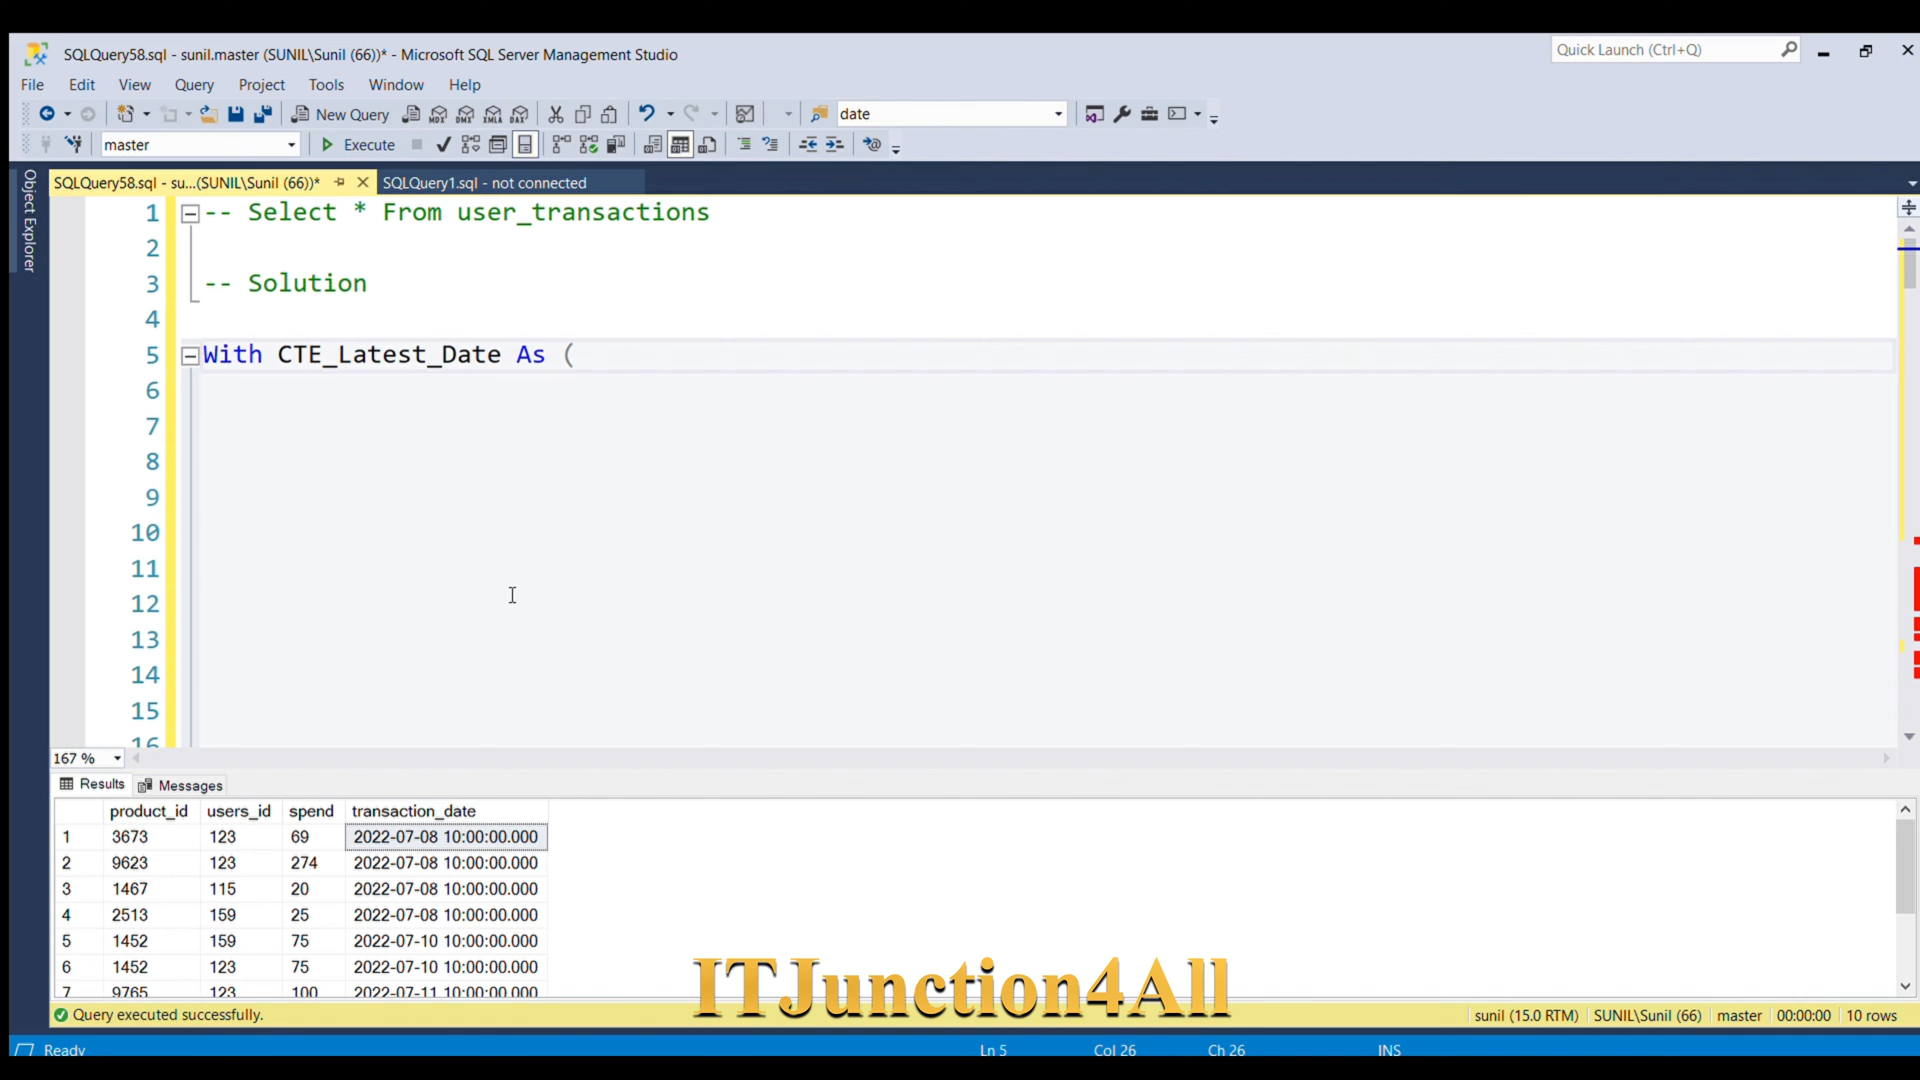 SQLQuery58.sql - sunil.master (SUNIL\Sunil (66))* - Microsoft SQL Server Management Studio
Quick Launch (Ctrl+Q)
File Edit View Query Project Tools Window Help
New Query MDX DMX XMLA DAX date
master Execute
Object Explorer
SQLQuery58.sql - su...(SUNIL\Sunil (66))* SQLQuery1.sql - not connected
1 -- Select * From user_transactions
2
3 -- Solution
4
5 With CTE_Latest_Date As (
6
7
8
9
10
11
12
13
14
15
16
167 %
Results Messages
product_id users_id spend transaction_date
1 3673 123 69 2022-07-08 10:00:00.000
2 9623 123 274 2022-07-08 10:00:00.000
3 1467 115 20 2022-07-08 10:00:00.000
4 2513 159 25 2022-07-08 10:00:00.000
5 1452 159 75 2022-07-10 10:00:00.000
6 1452 123 75 2022-07-10 10:00:00.000
7 9765 123 100 2022-07-11 10:00:00.000
ITJunction4All
Query executed successfully. sunil (15.0 RTM) SUNIL\Sunil (66) master 00:00:00 10 rows
Ready Ln 5 Col 26 Ch 26 INS